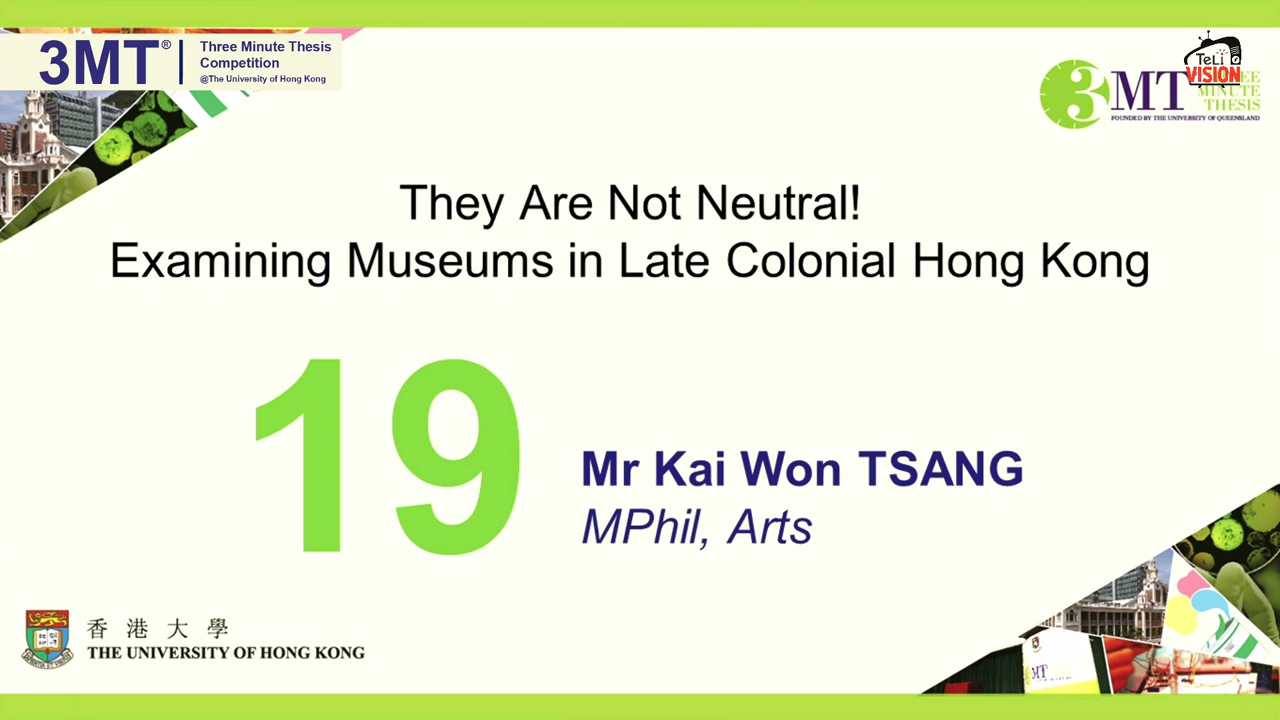 3MT® | Three Minute Thesis
Competition
@The University of Hong Kong
TeLi
VISION
3MT THREE
MINUTE
THESIS
FOUNDED BY THE UNIVERSITY OF QUEENSLAND
They Are Not Neutral!
Examining Museums in Late Colonial Hong Kong
19
Mr Kai Won TSANG
MPhil, Arts
香港大學
THE UNIVERSITY OF HONG KONG
MT